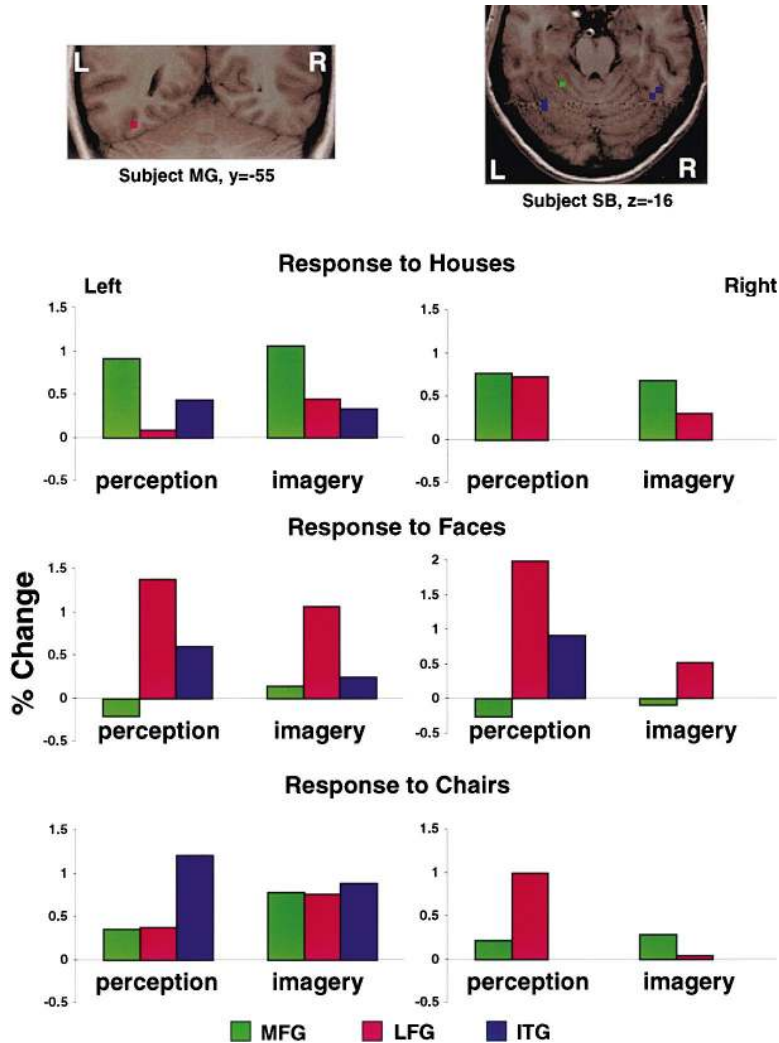 L R
Subject MG, y=-55
L R
Subject SB, z=-16
Response to Houses
Left Right
1.5
1
0.5
0
-0.5
perception imagery
1.5
1
0.5
0
-0.5
perception imagery
Response to Faces
% Change
1.5
1
0.5
0
-0.5
perception imagery
2
1.5
1
0.5
0
-0.5
perception imagery
Response to Chairs
1.5
1
0.5
0
-0.5
perception imagery
1.5
1
0.5
0
-0.5
perception imagery
MFG LFG ITG